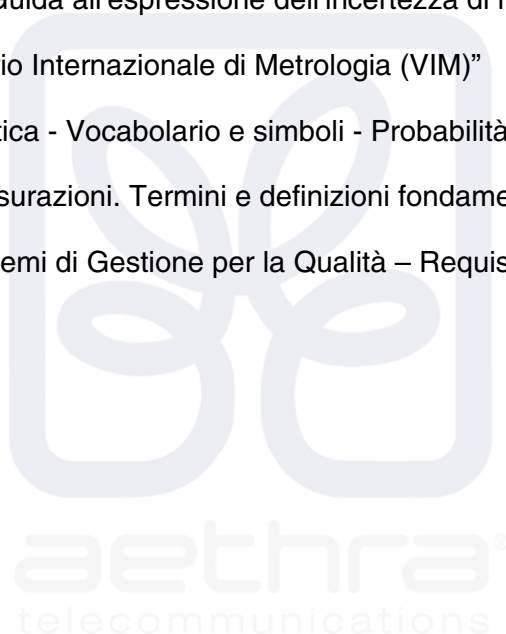 uida all'espressione dell'incertezza di
rio Internazionale di Metrologia (VIM)”
tica - Vocabolario e simboli - Probabilità
surazioni. Termini e definizioni fondame
emi di Gestione per la Qualità – Requis
aethra®
telecommunications